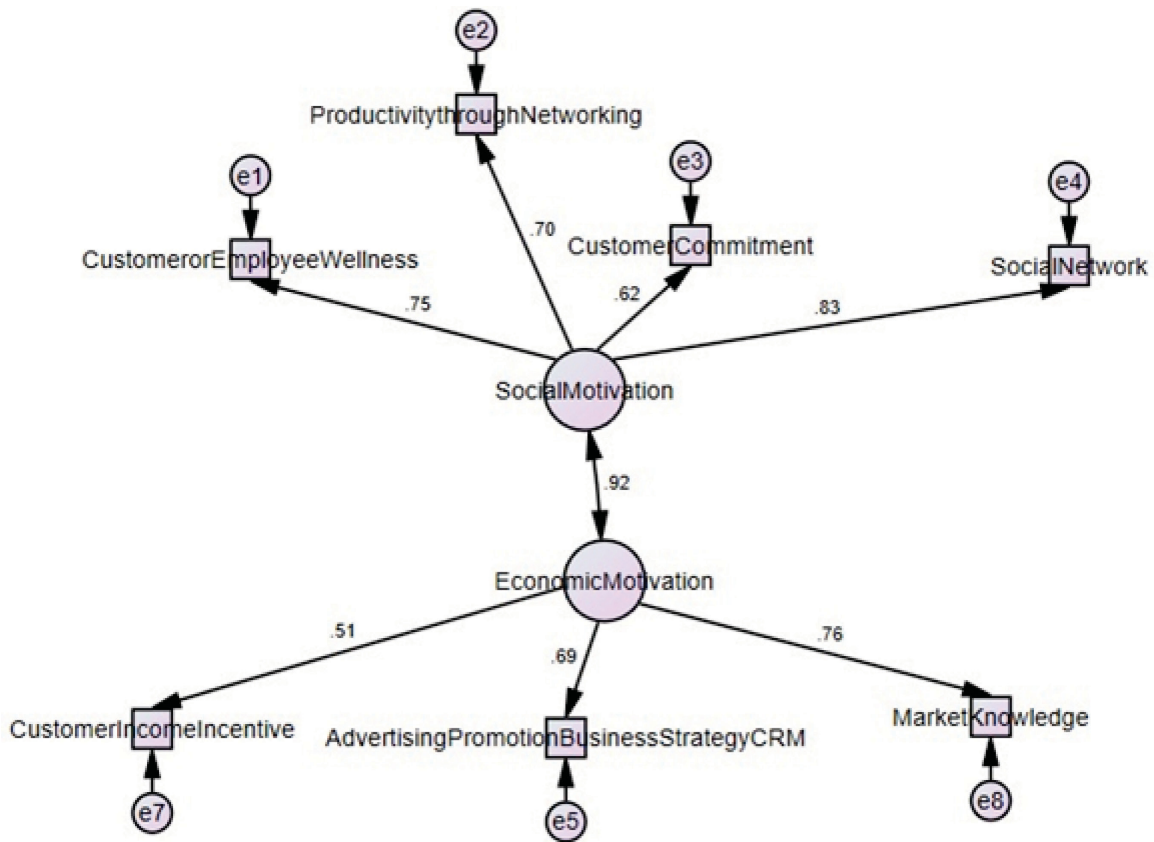 e2
ProductivitythroughNetworking
e3
e1
e4
.70
CustomerCommitment
CustomerorEmployeeWellness
SocialNetwork
.62
.75
.83
SocialMotivation
.92
EconomicMotivation
.51
.76
.69
CustomerIncomeIncentive
MarketKnowledge
AdvertisingPromotionBusinessStrategyCRM
e7
e5
e8